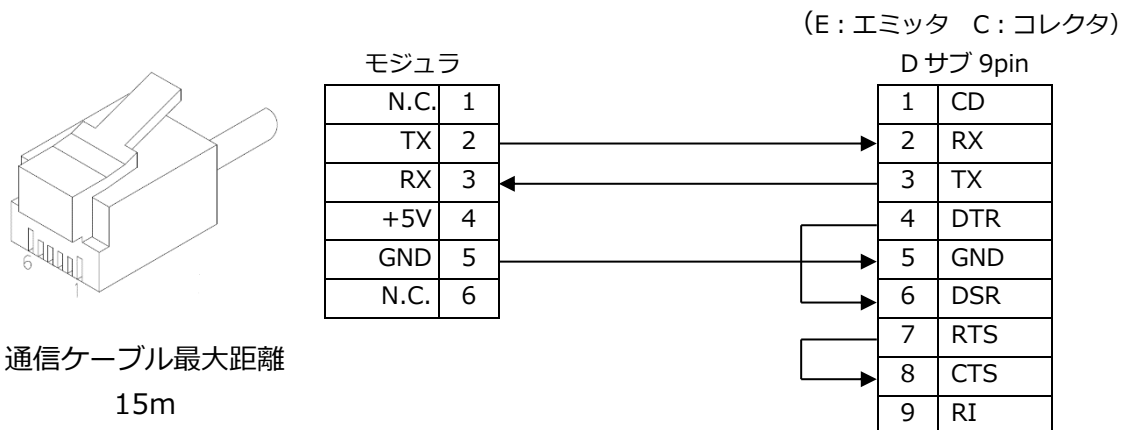 （E：エミッタ　C：コレクタ）
モジュラ
D サブ 9pin
N.C. 1
TX 2
RX 3
+5V 4
GND 5
N.C. 6
1 CD
2 RX
3 TX
4 DTR
5 GND
6 DSR
7 RTS
8 CTS
9 RI
6
1
通信ケーブル最大距離
15m